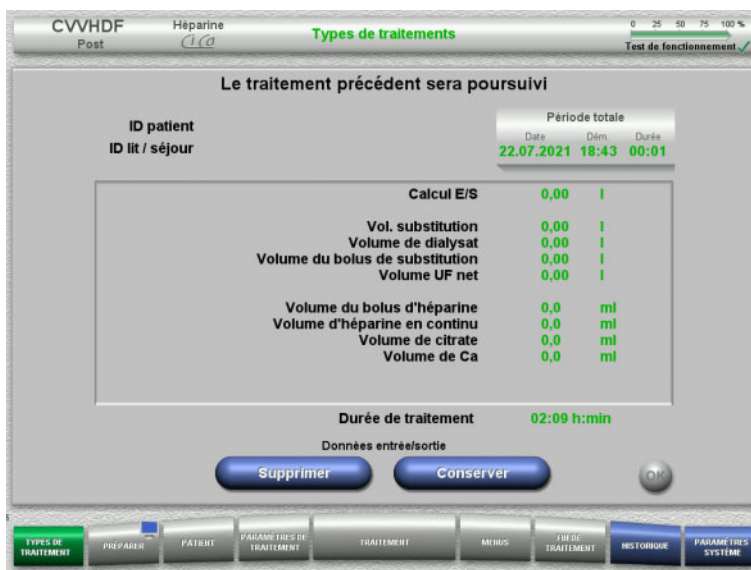 CVVHDF
Post
Héparine
Ci Ca
Types de traitements
0 25 50 75 100 %
Test de fonctionnement
Le traitement précédent sera poursuivi
ID patient
ID lit / séjour
Période totale
Date Dém. Durée
22.07.2021 18:43 00:01
Calcul E/S 0,00 l
Vol. substitution 0,00 l
Volume de dialysat 0,00 l
Volume du bolus de substitution 0,00 l
Volume UF net 0,00 l
Volume du bolus d'héparine 0,0 ml
Volume d'héparine en continu 0,0 ml
Volume de citrate 0,0 ml
Volume de Ca 0,0 ml
Durée de traitement 02:09 h:min
Données entrée/sortie
Supprimer Conserver OK
TYPES DE
TRAITEMENT
PRÉPARER
PATIENT
PARAMÈTRES DE
TRAITEMENT
TRAITEMENT
MENUS
FIN DE
TRAITEMENT
HISTORIQUE
PARAMÈTRES
SYSTÈME